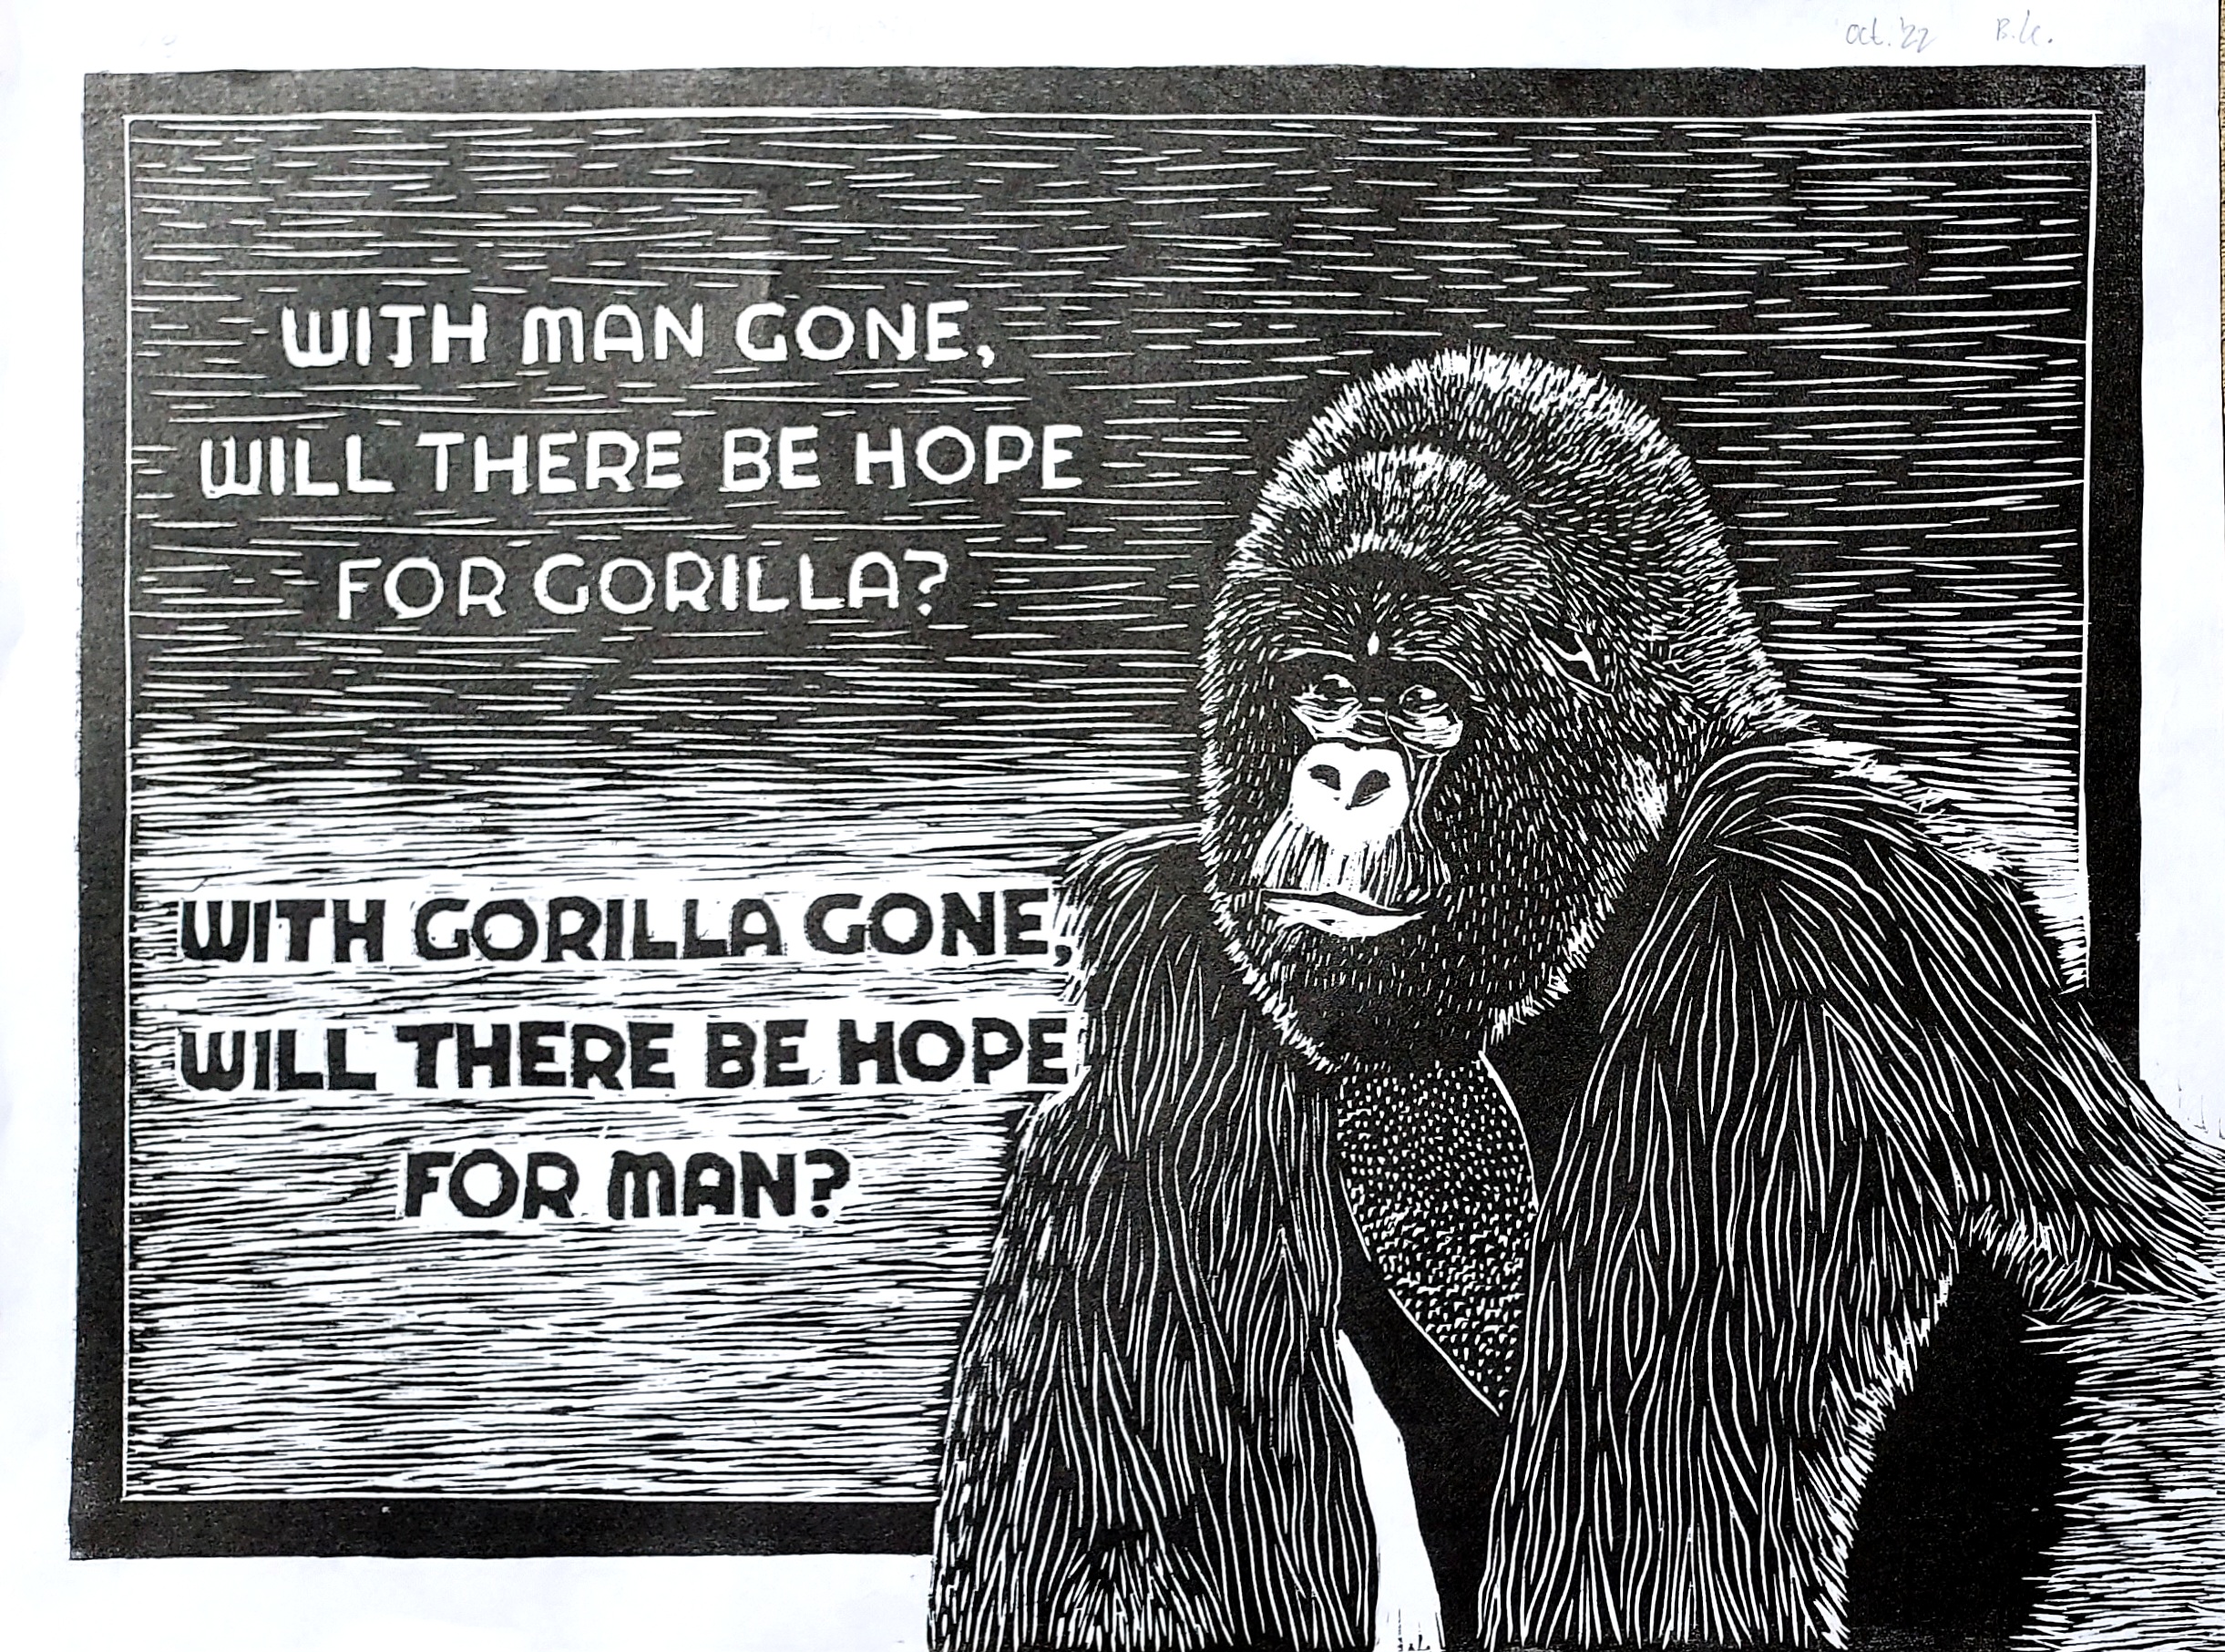 Oct. '22 B.K.
WITH MAN GONE,
WILL THERE BE HOPE
FOR GORILLA?
WITH GORILLA GONE,
WILL THERE BE HOPE
FOR MAN?